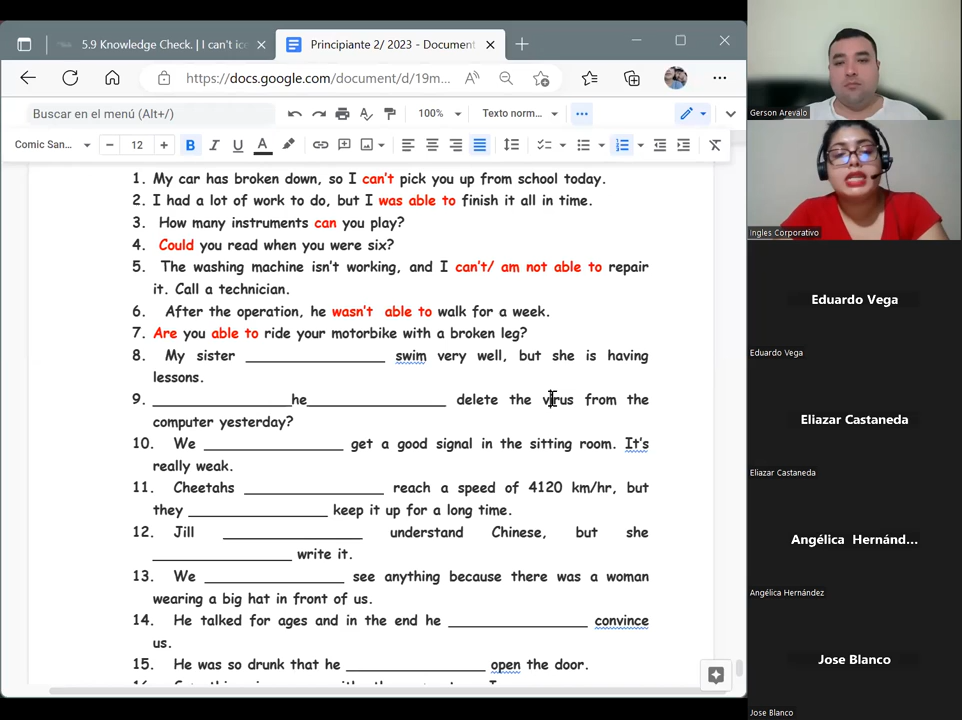 5.9 Knowledge Check. | I can't ic
Principiante 2/ 2023 - Document
https://docs.google.com/document/d/19m...
Buscar en el menú (Alt+/)
100%
Texto norm...
Comic San...
12
B I U A
1. My car has broken down, so I can't pick you up from school today.
2. I had a lot of work to do, but I was able to finish it all in time.
3. How many instruments can you play?
4. Could you read when you were six?
5. The washing machine isn't working, and I can't/ am not able to repair
it. Call a technician.
6. After the operation, he wasn't able to walk for a week.
7. Are you able to ride your motorbike with a broken leg?
8. My sister ________________ swim very well, but she is having
lessons.
9. ________________he________________ delete the virus from the
computer yesterday?
10. We ________________ get a good signal in the sitting room. It's
really weak.
11. Cheetahs ________________ reach a speed of 4120 km/hr, but
they ________________ keep it up for a long time.
12. Jill ________________ understand Chinese, but she
________________ write it.
13. We ________________ see anything because there was a woman
wearing a big hat in front of us.
14. He talked for ages and in the end he ________________ convince
us.
15. He was so drunk that he ________________ open the door.
Gerson Arevalo
Ingles Corporativo
Eduardo Vega
Eduardo Vega
Eliazar Castaneda
Eliazar Castaneda
Angélica Hernánd...
Angélica Hernández
Jose Blanco
Jose Blanco